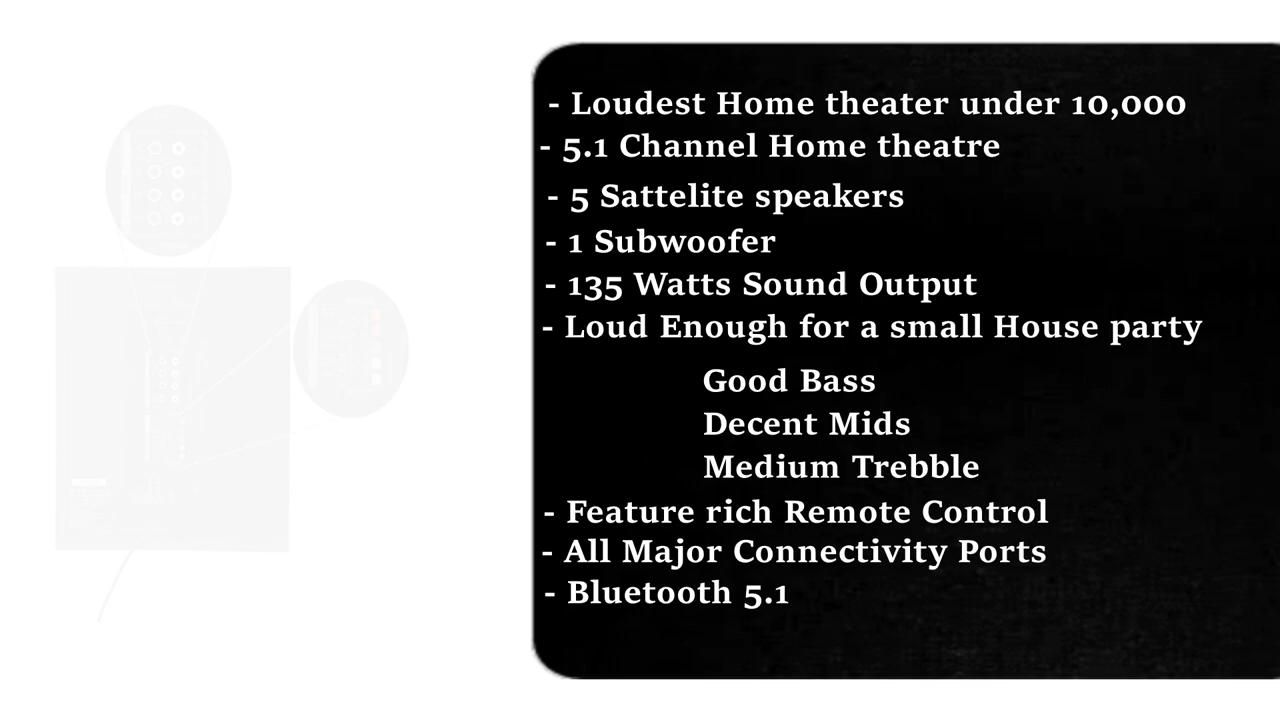 - Loudest Home theater under 10,000
- 5.1 Channel Home theatre
- 5 Sattelite speakers
- 1 Subwoofer
- 135 Watts Sound Output
- Loud Enough for a small House party
Good Bass
Decent Mids
Medium Trebble
- Feature rich Remote Control
- All Major Connectivity Ports
- Bluetooth 5.1